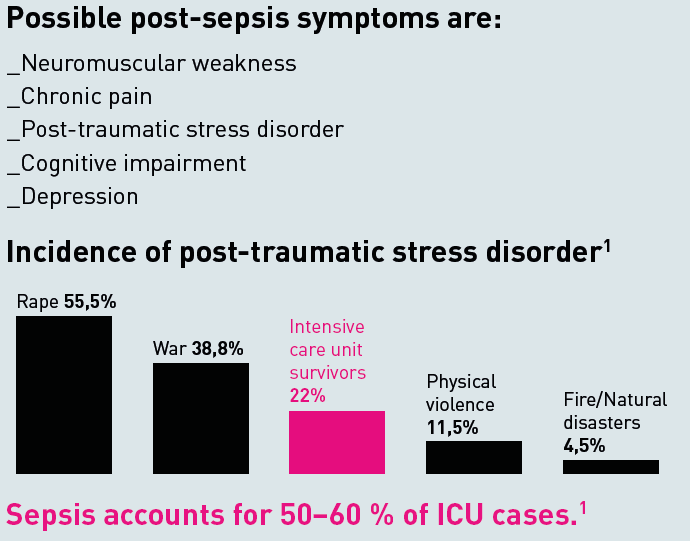 Possible post-sepsis symptoms are:
_Neuromuscular weakness
_Chronic pain
_Post-traumatic stress disorder
_Cognitive impairment
_Depression
Incidence of post-traumatic stress disorder¹
Rape 55,5%
War 38,8%
Intensive
care unit
survivors
22%
Physical
violence
11,5%
Fire/Natural
disasters
4,5%
Sepsis accounts for 50–60 % of ICU cases.¹